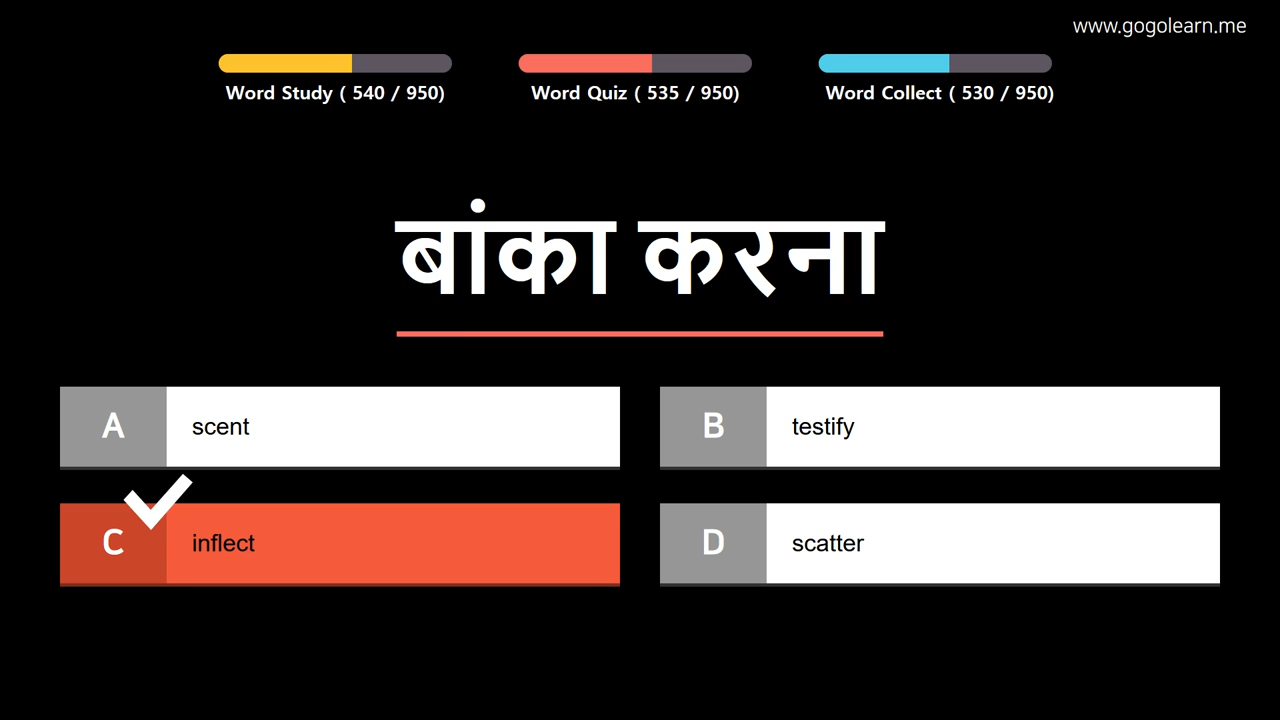 www.gogolearn.me
Word Study ( 540 / 950)
Word Quiz ( 535 / 950)
Word Collect ( 530 / 950)
बांका करना
A scent
B testify
C inflect
D scatter